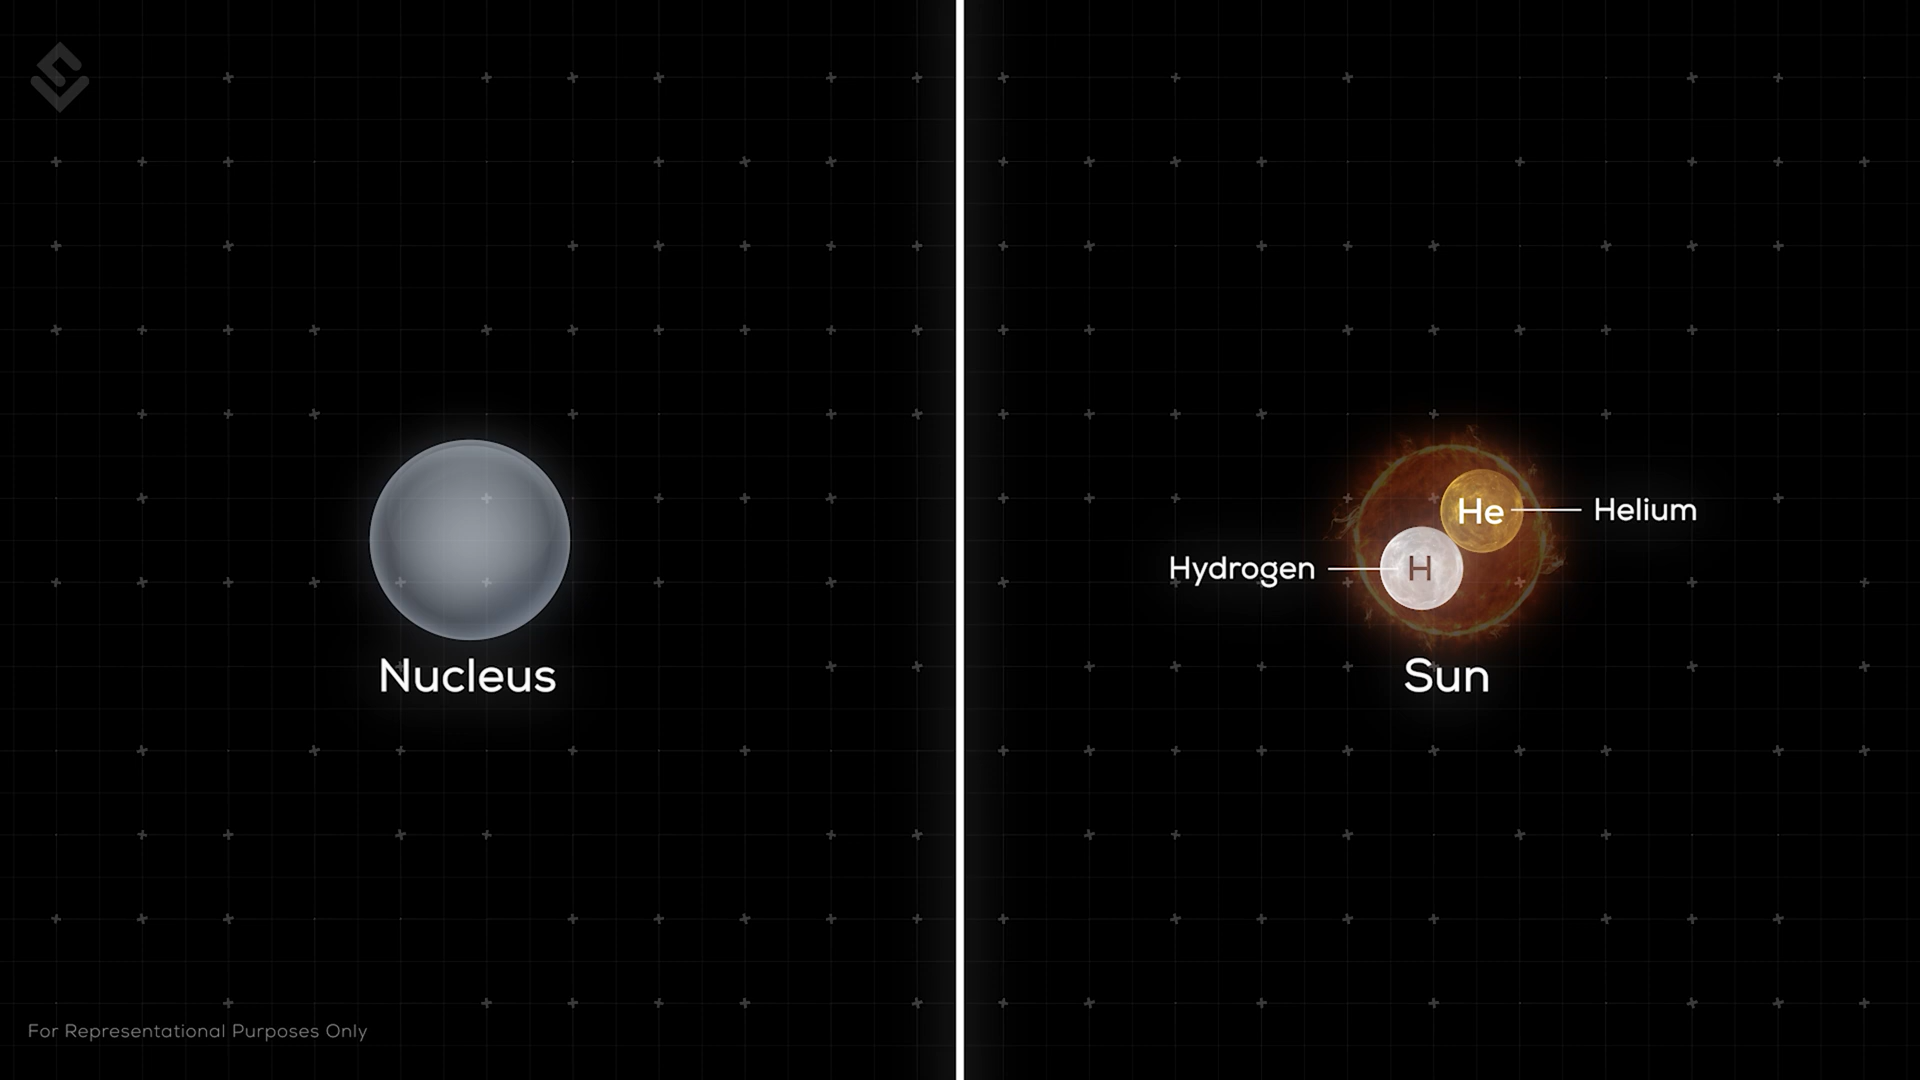 Nucleus
Hydrogen
H
He
Helium
Sun
For Representational Purposes Only